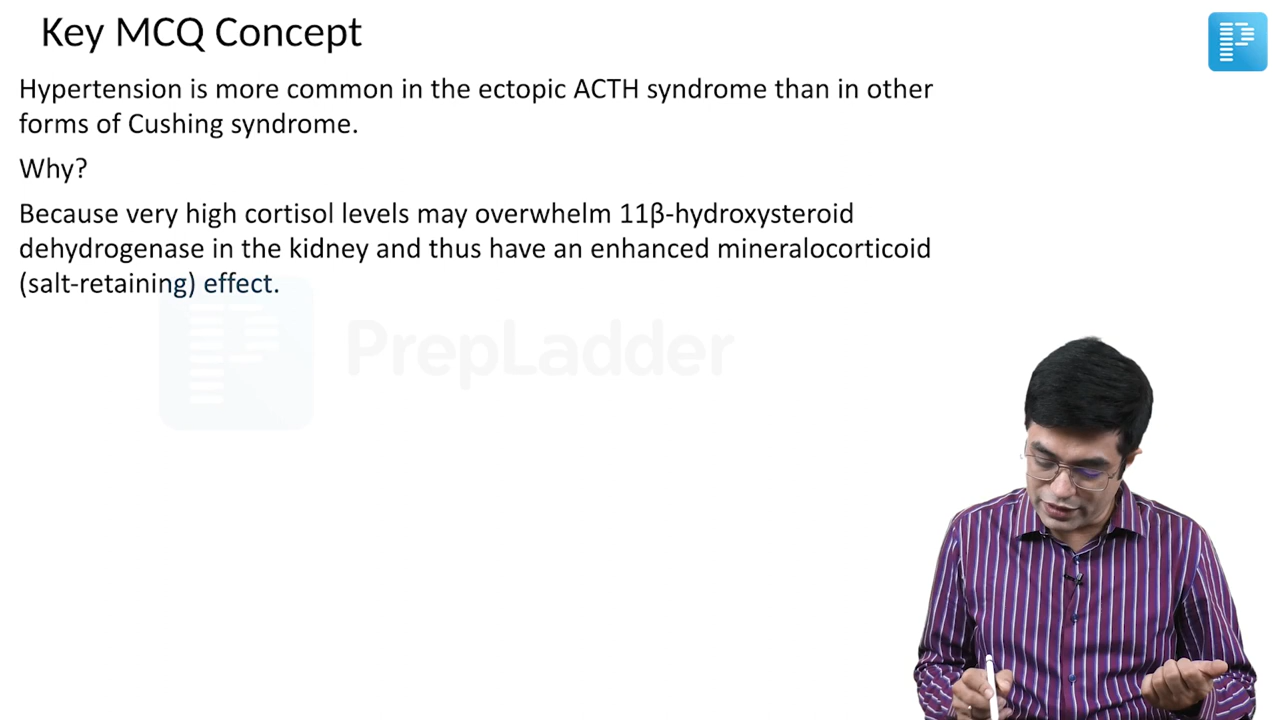 Key MCQ Concept
Hypertension is more common in the ectopic ACTH syndrome than in other
forms of Cushing syndrome.
Why?
Because very high cortisol levels may overwhelm 11β-hydroxysteroid
dehydrogenase in the kidney and thus have an enhanced mineralocorticoid
(salt-retaining) effect.
PrepLadder